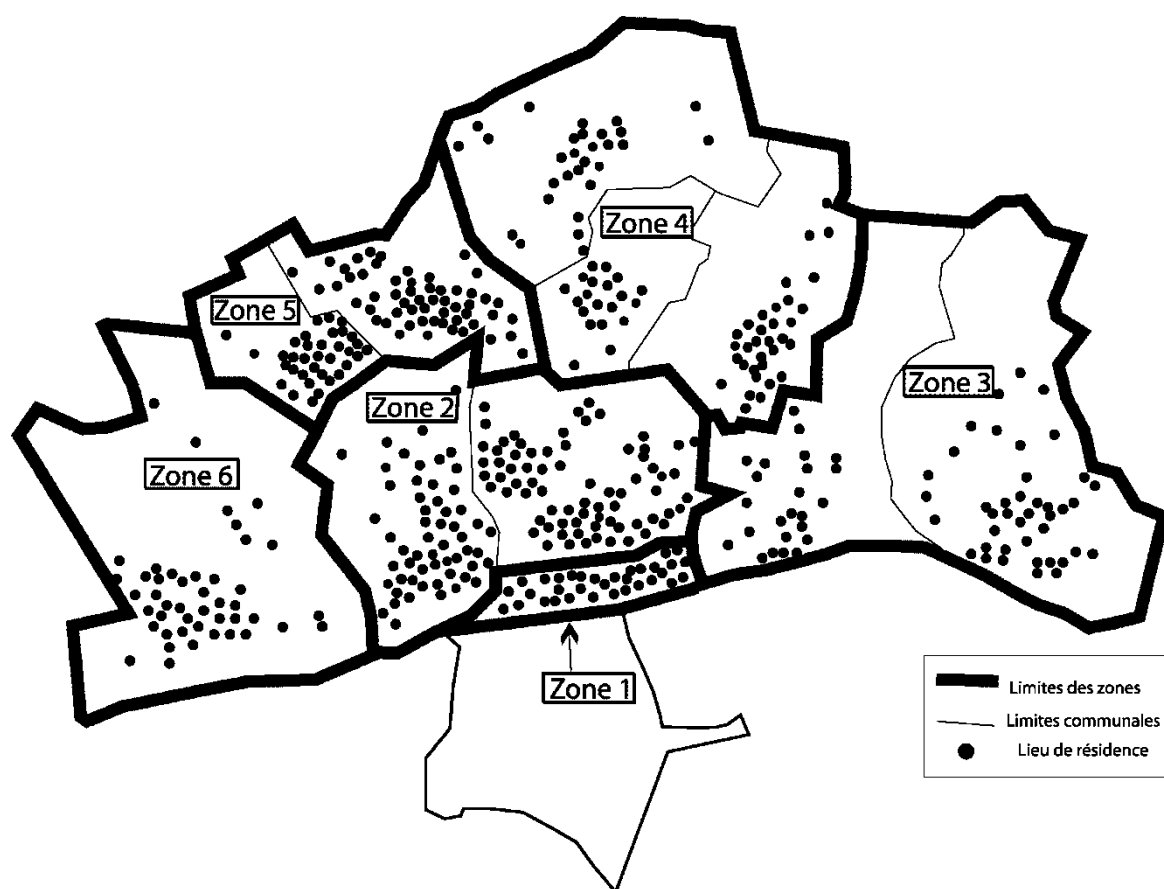 Zone 4
Zone 5
Zone 3
Zone 2
Zone 6
Zone 1
Limites des zones
Limites communales
Lieu de résidence